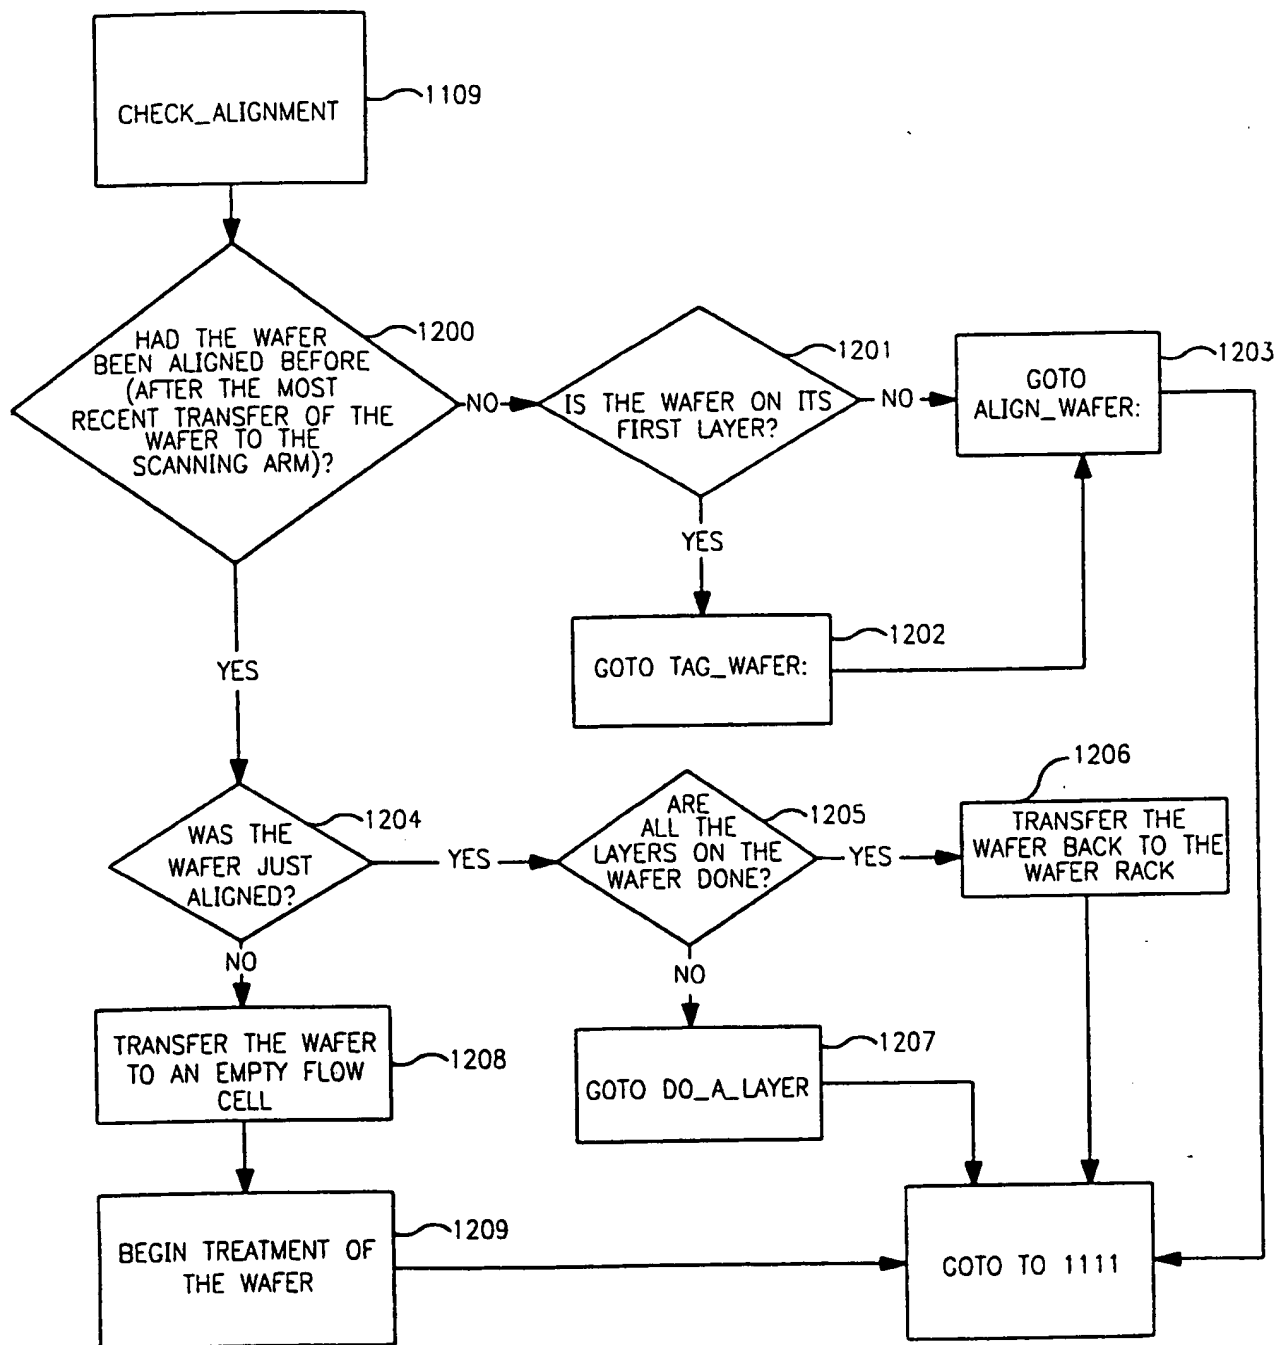 CHECK_ALIGNMENT
1109
HAD THE WAFER
BEEN ALIGNED BEFORE
(AFTER THE MOST
RECENT TRANSFER OF THE
WAFER TO THE
SCANNING ARM)?
1200
NO
IS THE WAFER ON ITS
FIRST LAYER?
1201
NO
GOTO
ALIGN_WAFER:
1203
YES
GOTO TAG_WAFER:
1202
YES
WAS THE
WAFER JUST
ALIGNED?
1204
YES
ARE
ALL THE
LAYERS ON THE
WAFER DONE?
1205
YES
TRANSFER THE
WAFER BACK TO THE
WAFER RACK
1206
NO
NO
TRANSFER THE WAFER
TO AN EMPTY FLOW
CELL
1208
GOTO DO_A_LAYER
1207
BEGIN TREATMENT OF
THE WAFER
1209
GOTO TO 1111